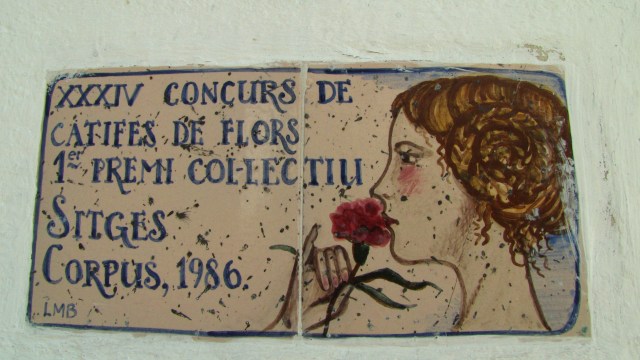 XXXIV CONCURS DE
CATIFES DE FLORS
1er PREMI COL·LECTIU
SITGES
CORPUS, 1986.
LMB